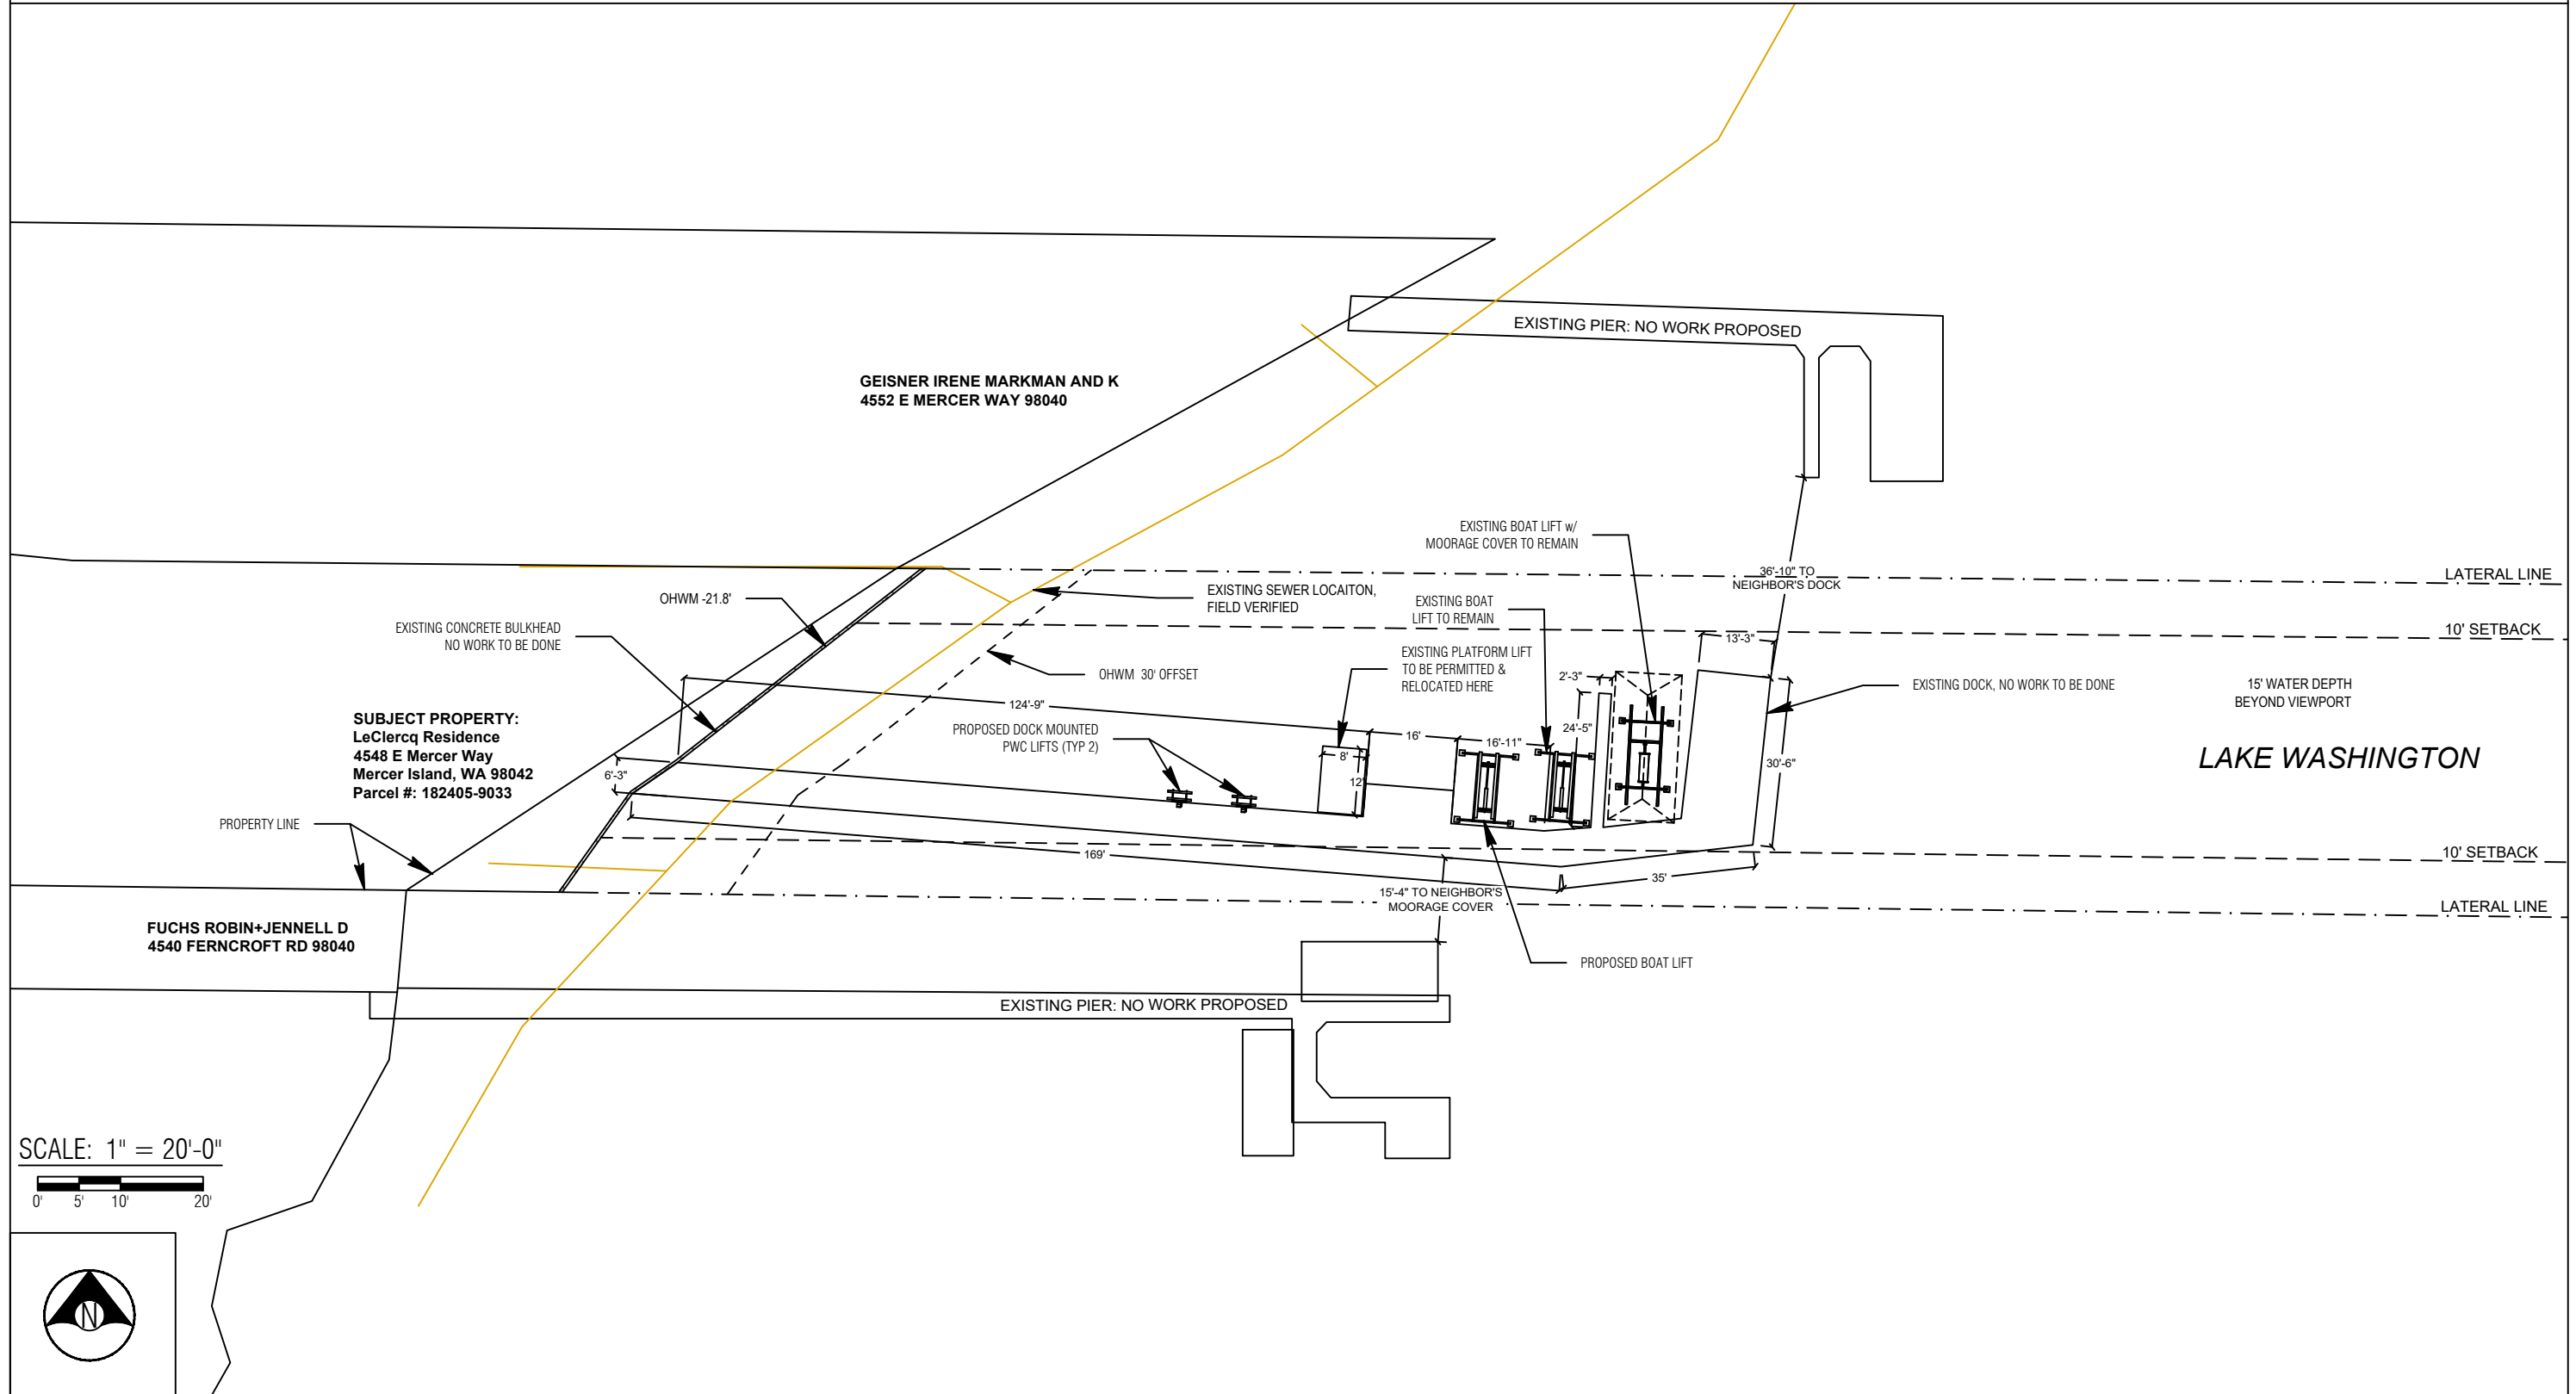 EXISTING PIER: NO WORK PROPOSED
GEISNER IRENE MARKMAN AND K
4552 E MERCER WAY 98040
EXISTING BOAT LIFT w/
MOORAGE COVER TO REMAIN
36'-10" TO
NEIGHBOR'S DOCK
LATERAL LINE
OHWM -21.8'
EXISTING SEWER LOCAITON,
FIELD VERIFIED
EXISTING BOAT
LIFT TO REMAIN
EXISTING CONCRETE BULKHEAD
NO WORK TO BE DONE
10' SETBACK
13'-3"
EXISTING PLATFORM LIFT
TO BE PERMITTED &
RELOCATED HERE
OHWM  30' OFFSET
2'-3"
EXISTING DOCK, NO WORK TO BE DONE
15' WATER DEPTH
BEYOND VIEWPORT
124'-9"
SUBJECT PROPERTY:
LeClercq Residence
4548 E Mercer Way
Mercer Island, WA 98042
Parcel #: 182405-9033
PROPOSED DOCK MOUNTED
PWC LIFTS (TYP 2)
24'-5"
16'
16'-11"
8'
12'
30'-6"
LAKE WASHINGTON
6'-3"
PROPERTY LINE
169'
10' SETBACK
35'
15'-4" TO NEIGHBOR'S
MOORAGE COVER
LATERAL LINE
FUCHS ROBIN+JENNELL D
4540 FERNCROFT RD 98040
PROPOSED BOAT LIFT
EXISTING PIER: NO WORK PROPOSED
SCALE:  1" = 20'-0"
0' 5' 10' 20'
N